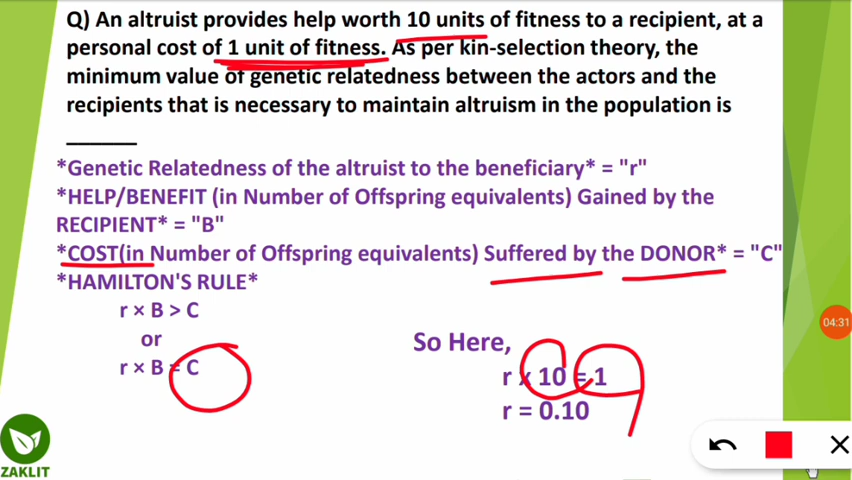 Q) An altruist provides help worth 10 units of fitness to a recipient, at a
personal cost of 1 unit of fitness. As per kin-selection theory, the
minimum value of genetic relatedness between the actors and the
recipients that is necessary to maintain altruism in the population is
______
*Genetic Relatedness of the altruist to the beneficiary* = "r"
*HELP/BENEFIT (in Number of Offspring equivalents) Gained by the
RECIPIENT* = "B"
*COST(in Number of Offspring equivalents) Suffered by the DONOR* = "C"
*HAMILTON'S RULE*
r × B > C
or
r × B = C
So Here,
r x 10 = 1
r = 0.10
04:31
ZAKLIT